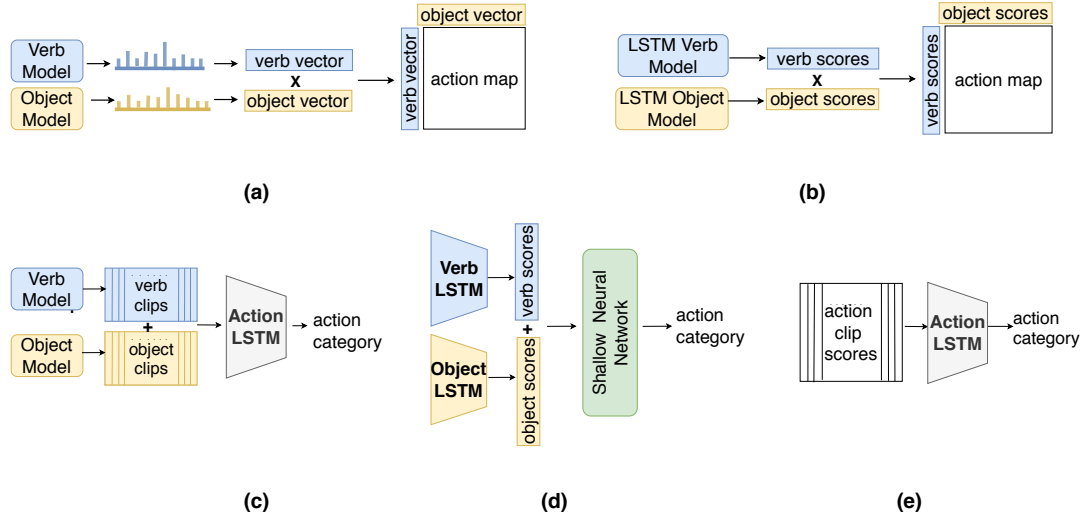 Verb
Model
Object
Model
verb vector
x
object vector
verb vector
object vector
action map
(a)
LSTM Verb
Model
LSTM Object
Model
verb scores
x
object scores
verb scores
object scores
action map
(b)
Verb
Model
Object
Model
verb
clips
+
object
clips
Action
LSTM
action
category
(c)
Verb
LSTM
Object
LSTM
verb scores
+
object scores
Shallow Neural
Network
action
category
(d)
action
clip
scores
Action
LSTM
action
category
(e)